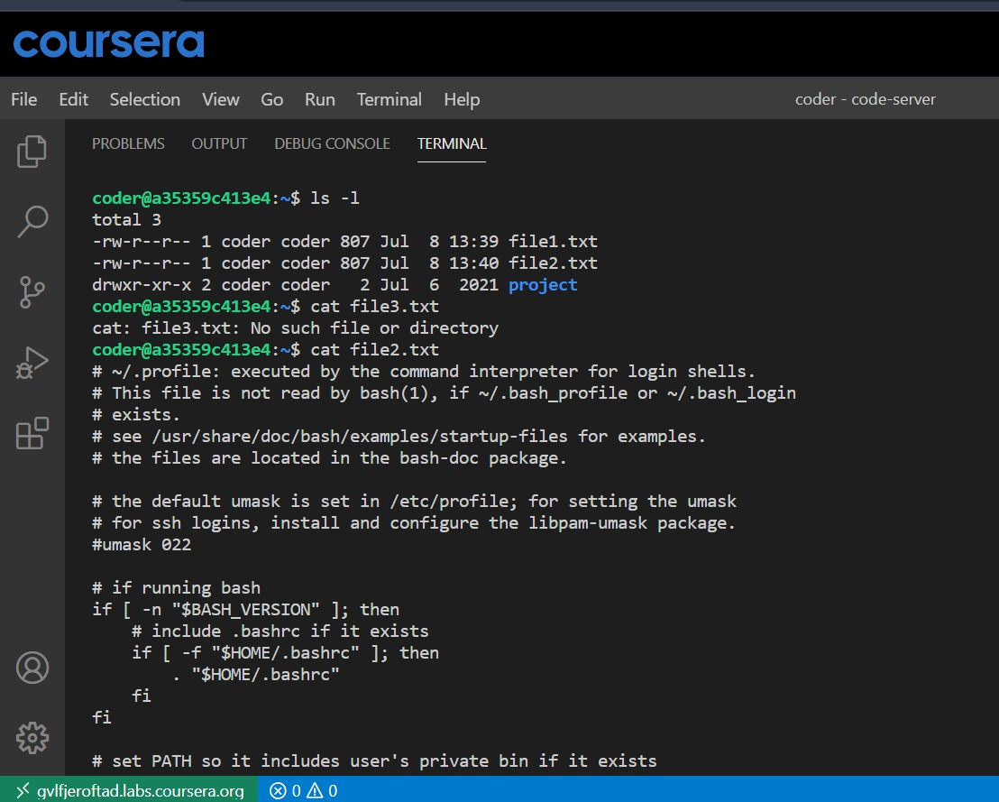 coursera
File Edit Selection View Go Run Terminal Help coder - code-server
PROBLEMS OUTPUT DEBUG CONSOLE TERMINAL
coder@a35359c413e4:~$ ls -l
total 3
-rw-r--r-- 1 coder coder 807 Jul  8 13:39 file1.txt
-rw-r--r-- 1 coder coder 807 Jul  8 13:40 file2.txt
drwxr-xr-x 2 coder coder   2 Jul  6  2021 project
coder@a35359c413e4:~$ cat file3.txt
cat: file3.txt: No such file or directory
coder@a35359c413e4:~$ cat file2.txt
# ~/.profile: executed by the command interpreter for login shells.
# This file is not read by bash(1), if ~/.bash_profile or ~/.bash_login
# exists.
# see /usr/share/doc/bash/examples/startup-files for examples.
# the files are located in the bash-doc package.

# the default umask is set in /etc/profile; for setting the umask
# for ssh logins, install and configure the libpam-umask package.
#umask 022

# if running bash
if [ -n "$BASH_VERSION" ]; then
    # include .bashrc if it exists
    if [ -f "$HOME/.bashrc" ]; then
        . "$HOME/.bashrc"
    fi
fi

# set PATH so it includes user's private bin if it exists
gvlfjeroftad.labs.coursera.org 0 0